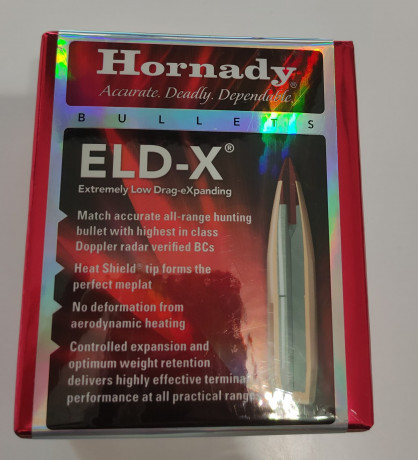 Hornady®
Accurate. Deadly. Dependable.
BULLETS
ELD-X®
Extremely Low Drag-eXpanding
Match accurate all-range hunting
bullet with highest in class
Doppler radar verified BCs
Heat Shield® tip forms the
perfect meplat
No deformation from
aerodynamic heating
Controlled expansion and
optimum weight retention
delivers highly effective terminal
performance at all practical range